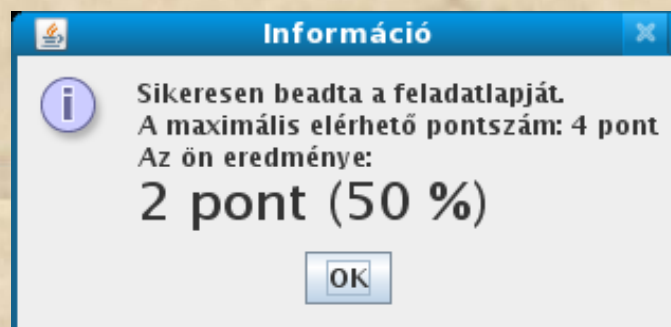 Információ
Sikeresen beadta a feladatlapját.
A maximális elérhető pontszám: 4 pont
Az ön eredménye:
2 pont (50 %)
OK